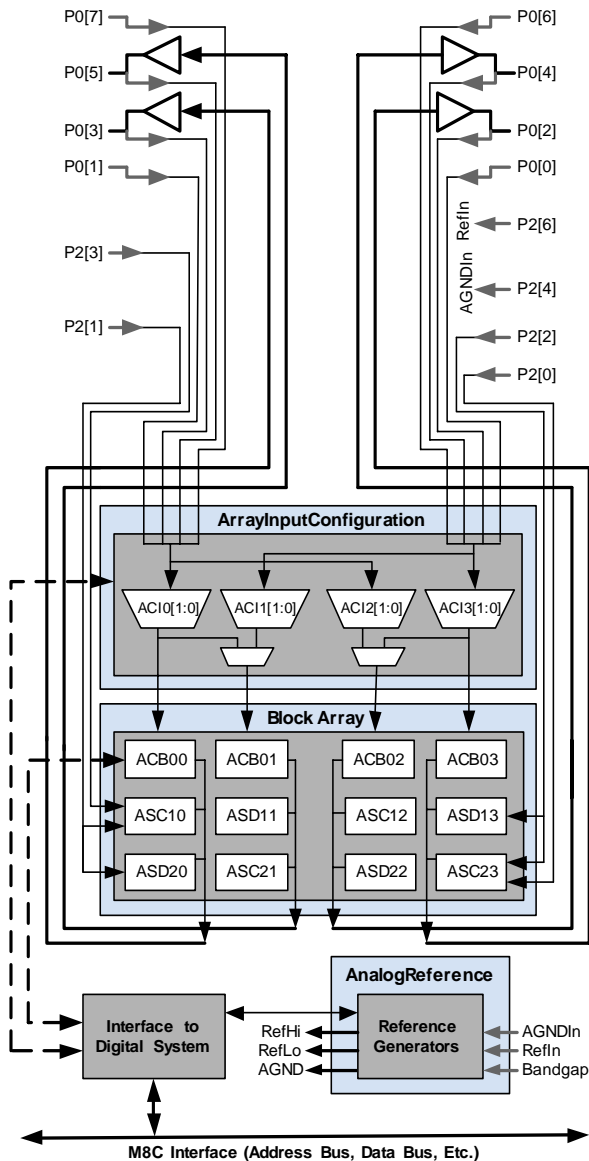 P0[7]
P0[6]
P0[5]
P0[4]
P0[3]
P0[2]
P0[1]
P0[0]
AGNDIn RefIn
P2[6]
P2[3]
P2[4]
P2[1]
P2[2]
P2[0]
ArrayInputConfiguration
ACI0[1:0]
ACI1[1:0]
ACI2[1:0]
ACI3[1:0]
Block Array
ACB00
ACB01
ACB02
ACB03
ASC10
ASD11
ASC12
ASD13
ASD20
ASC21
ASD22
ASC23
AnalogReference
Interface to
Digital System
RefHi
RefLo
AGND
Reference
Generators
AGNDIn
RefIn
Bandgap
M8C Interface (Address Bus, Data Bus, Etc.)